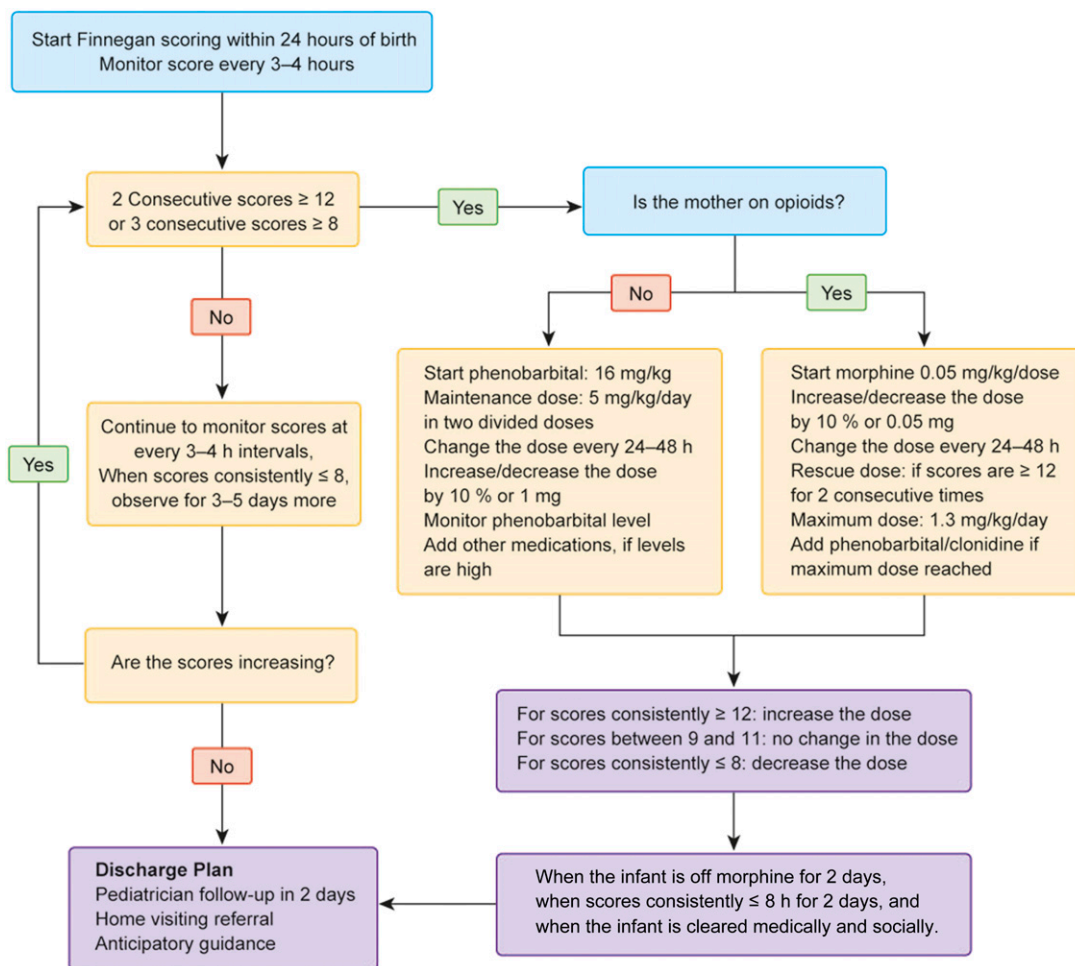 Start Finnegan scoring within 24 hours of birth
Monitor score every 3–4 hours
2 Consecutive scores ≥ 12
or 3 consecutive scores ≥ 8
Yes
Is the mother on opioids?
No
No
Yes
Start phenobarbital: 16 mg/kg
Maintenance dose: 5 mg/kg/day
in two divided doses
Change the dose every 24–48 h
Increase/decrease the dose
by 10 % or 1 mg
Monitor phenobarbital level
Add other medications, if levels
are high
Start morphine 0.05 mg/kg/dose
Increase/decrease the dose
by 10 % or 0.05 mg
Change the dose every 24–48 h
Rescue dose: if scores are ≥ 12
for 2 consecutive times
Maximum dose: 1.3 mg/kg/day
Add phenobarbital/clonidine if
maximum dose reached
Continue to monitor scores at
every 3–4 h intervals,
When scores consistently ≤ 8,
observe for 3–5 days more
Yes
Are the scores increasing?
For scores consistently ≥ 12: increase the dose
For scores between 9 and 11: no change in the dose
For scores consistently ≤ 8: decrease the dose
No
Discharge Plan
Pediatrician follow-up in 2 days
Home visiting referral
Anticipatory guidance
When the infant is off morphine for 2 days,
when scores consistently ≤ 8 h for 2 days, and
when the infant is cleared medically and socially.